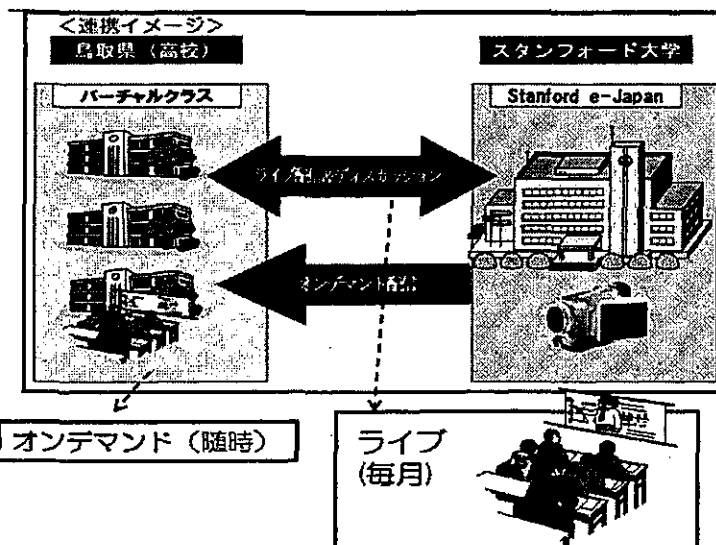 <連携イメージ>
鳥取県（高校）
スタンフォード大学
バーチャルクラス
Stanford e-Japan
ライブ配信&ディスカッション
オンデマンド配信
オンデマンド（随時）
ライブ
(毎月)